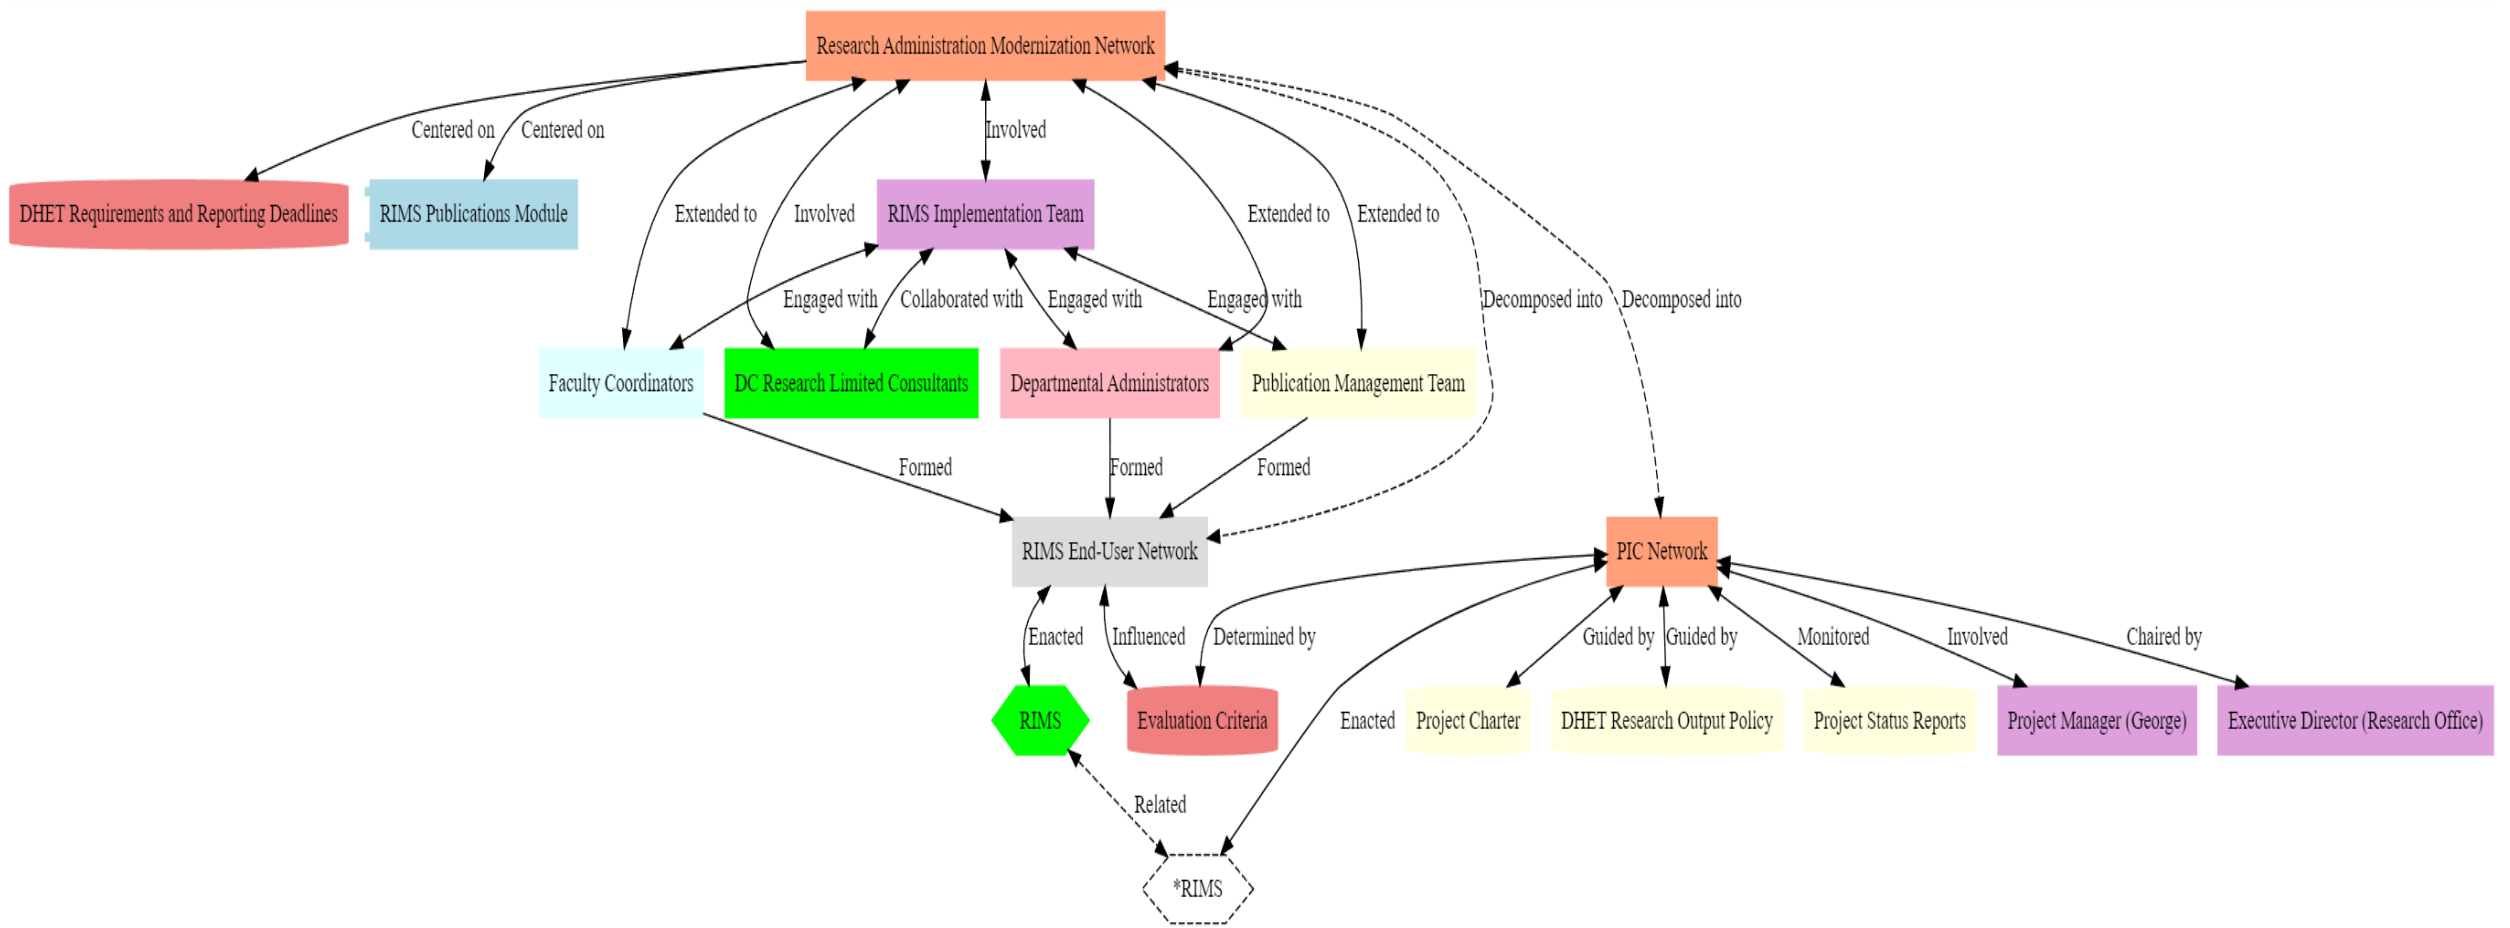 Research Administration Modernization Network
Centered on
Centered on
Involved
DHET Requirements and Reporting Deadlines
RIMS Publications Module
Extended to
Involved
RIMS Implementation Team
Extended to
Extended to
Engaged with
Collaborated with
Engaged with
Engaged with
Decomposed into
Decomposed into
Faculty Coordinators
DC Research Limited Consultants
Departmental Administrators
Publication Management Team
Formed
Formed
Formed
RIMS End-User Network
PIC Network
Enacted
Influenced
Determined by
Guided by
Guided by
Monitored
Involved
Chaired by
RIMS
Evaluation Criteria
Enacted
Project Charter
DHET Research Output Policy
Project Status Reports
Project Manager (George)
Executive Director (Research Office)
Related
*RIMS